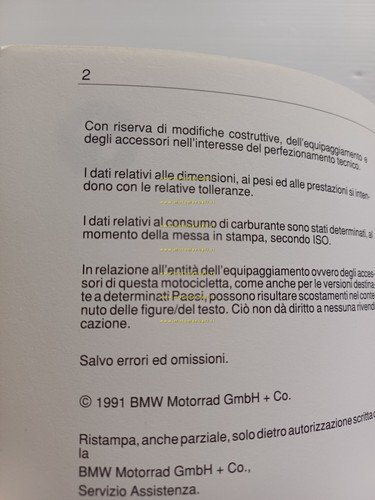 2
Con riserva di modifiche costruttive, dell'equipaggiamento e
degli accessori nell'interesse del perfezionamento tecnico.
I dati relativi alle dimensioni, ai pesi ed alle prestazioni si inten-
dono con le relative tolleranze.
I dati relativi al consumo di carburante sono stati determinati, al
momento della messa in stampa, secondo ISO.
In relazione all'entità dell'equipaggiamento ovvero degli acces-
sori di questa motocicletta, come anche per le versioni destina
te a determinati Paesi, possono risultare scostamenti nel conte
nuto delle figure/del testo. Ciò non dà diritto a nessuna rivendi
cazione.
Salvo errori ed omissioni.
© 1991 BMW Motorrad GmbH + Co.
Ristampa, anche parziale, solo dietro autorizzazione scritta
la
BMW Motorrad GmbH + Co.,
Servizio Assistenza.